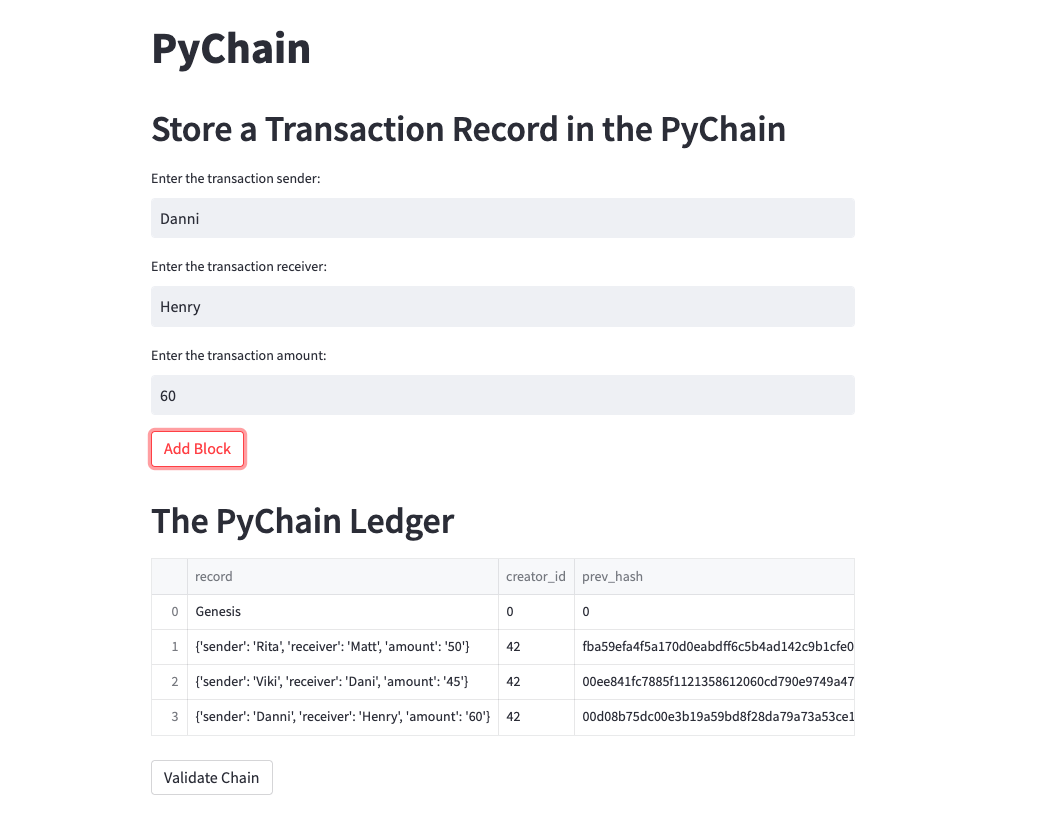 PyChain
Store a Transaction Record in the PyChain
Enter the transaction sender:
Danni
Enter the transaction receiver:
Henry
Enter the transaction amount:
60
Add Block
The PyChain Ledger
record creator_id prev_hash
0 Genesis 0 0
1 {'sender': 'Rita', 'receiver': 'Matt', 'amount': '50'} 42 fba59efa4f5a170d0eabdff6c5b4ad142c9b1cfe0
2 {'sender': 'Viki', 'receiver': 'Dani', 'amount': '45'} 42 00ee841fc7885f1121358612060cd790e9749a47
3 {'sender': 'Danni', 'receiver': 'Henry', 'amount': '60'} 42 00d08b75dc00e3b19a59bd8f28da79a73a53ce1
Validate Chain